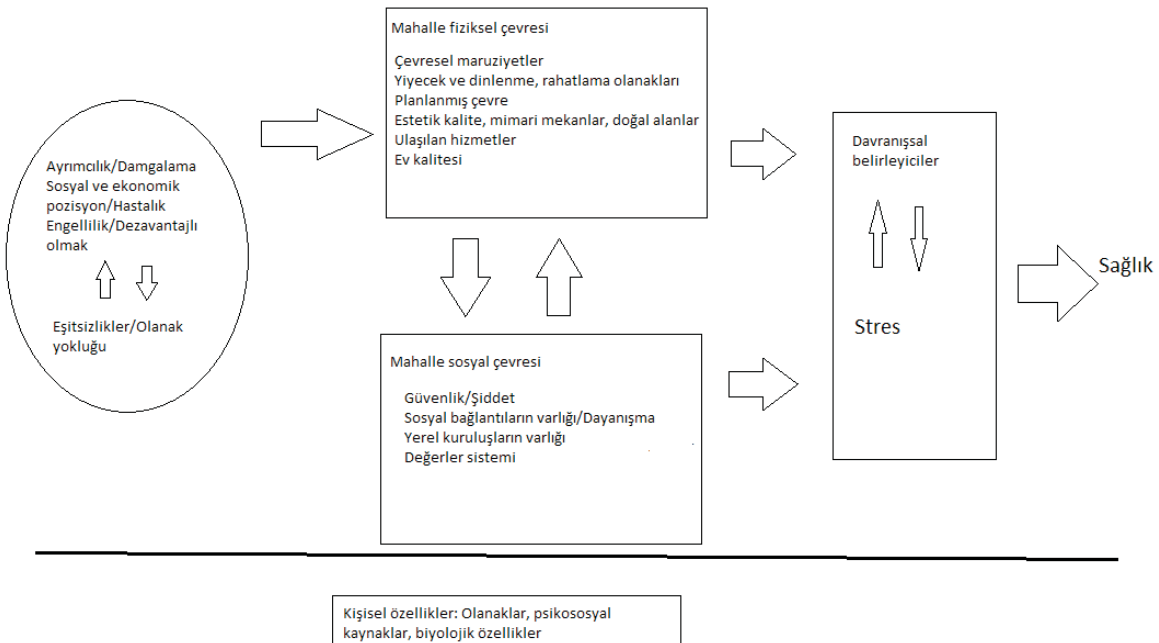 Ayrımcılık/Damgalama
Sosyal ve ekonomik
pozisyon/Hastalık
Engellilik/Dezavantajlı
olmak
Eşitsizlikler/Olanak
yokluğu
Mahalle fiziksel çevresi
Çevresel maruziyetler
Yiyecek ve dinlenme, rahatlama olanakları
Planlanmış çevre
Estetik kalite, mimari mekanlar, doğal alanlar
Ulaşılan hizmetler
Ev kalitesi
Mahalle sosyal çevresi
Güvenlik/Şiddet
Sosyal bağlantıların varlığı/Dayanışma
Yerel kuruluşların varlığı
Değerler sistemi
Davranışsal
belirleyiciler
Stres
Sağlık
Kişisel özellikler: Olanaklar, psikososyal
kaynaklar, biyolojik özellikler